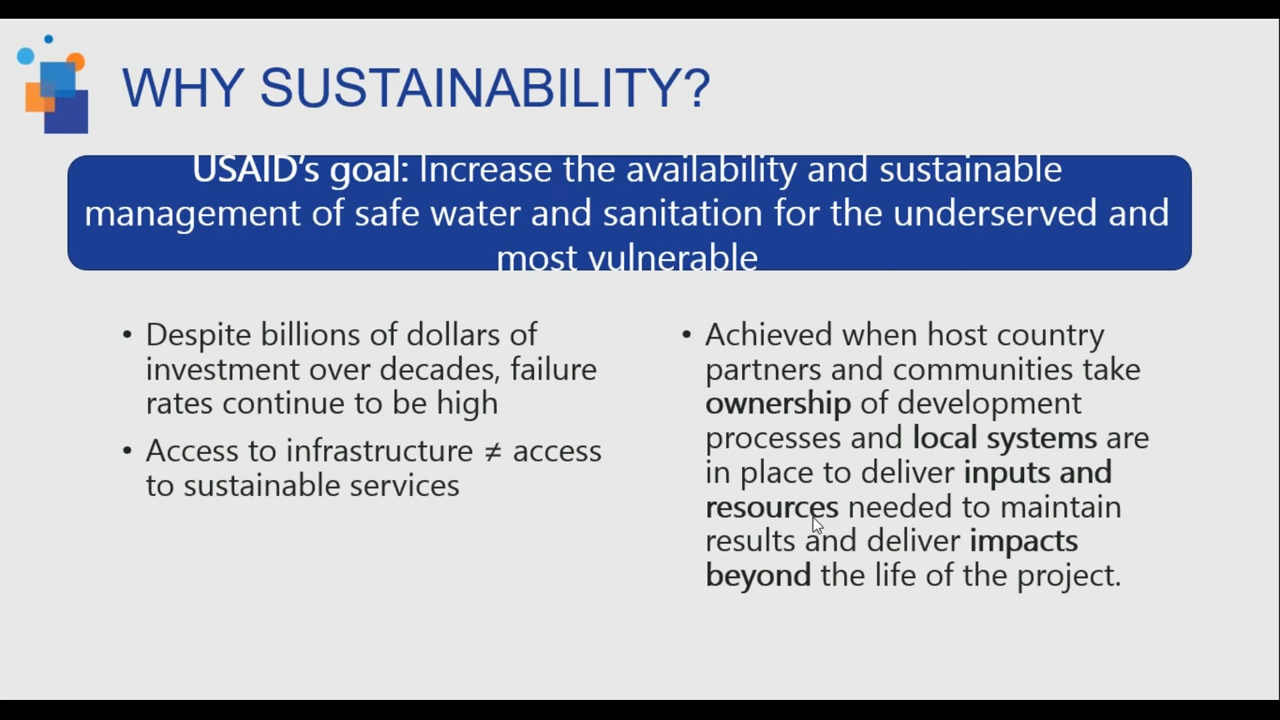 WHY SUSTAINABILITY?
USAID's goal: Increase the availability and sustainable
management of safe water and sanitation for the underserved and
most vulnerable
• Despite billions of dollars of
investment over decades, failure
rates continue to be high
• Access to infrastructure ≠ access
to sustainable services
• Achieved when host country
partners and communities take
ownership of development
processes and local systems are
in place to deliver inputs and
resources needed to maintain
results and deliver impacts
beyond the life of the project.